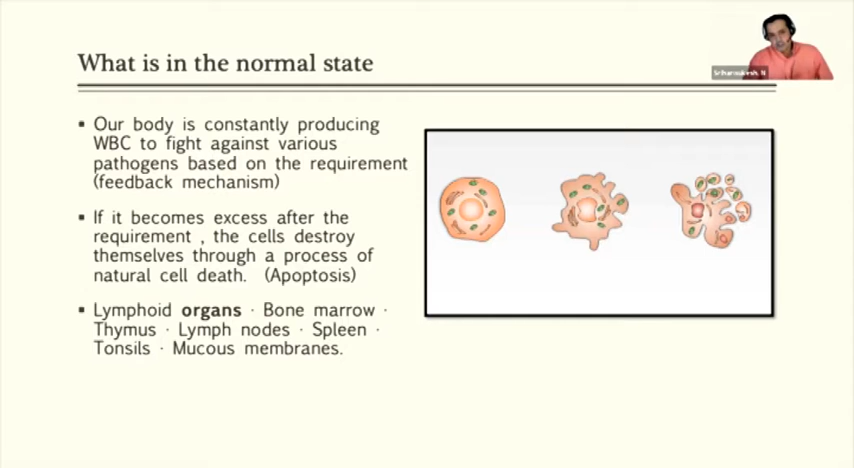 What is in the normal state
▪ Our body is constantly producing
WBC to fight against various
pathogens based on the requirement
(feedback mechanism)
▪ If it becomes excess after the
requirement , the cells destroy
themselves through a process of
natural cell death. (Apoptosis)
▪ Lymphoid organs · Bone marrow ·
Thymus · Lymph nodes · Spleen ·
Tonsils · Mucous membranes.